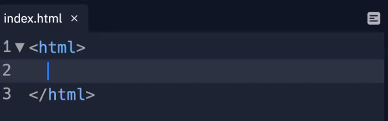 index.html ×
1 <html>
2
3 </html>